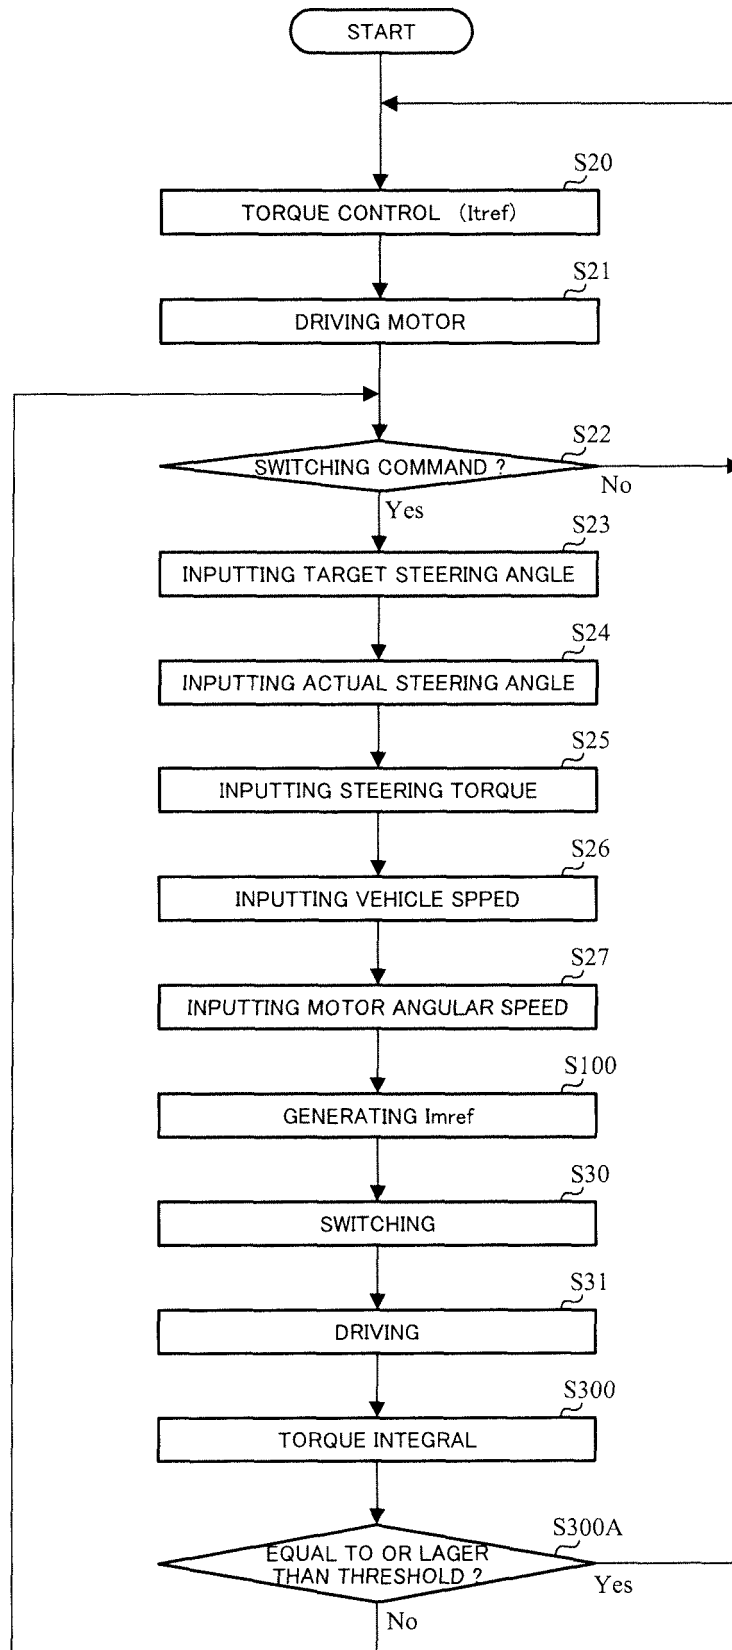 START
S20
TORQUE CONTROL (Itref)
S21
DRIVING MOTOR
S22
SWITCHING COMMAND ?
No
Yes
S23
INPUTTING TARGET STEERING ANGLE
S24
INPUTTING ACTUAL STEERING ANGLE
S25
INPUTTING STEERING TORQUE
S26
INPUTTING VEHICLE SPPED
S27
INPUTTING MOTOR ANGULAR SPEED
S100
GENERATING Imref
S30
SWITCHING
S31
DRIVING
S300
TORQUE INTEGRAL
S300A
EQUAL TO OR LAGER
THAN THRESHOLD ?
Yes
No